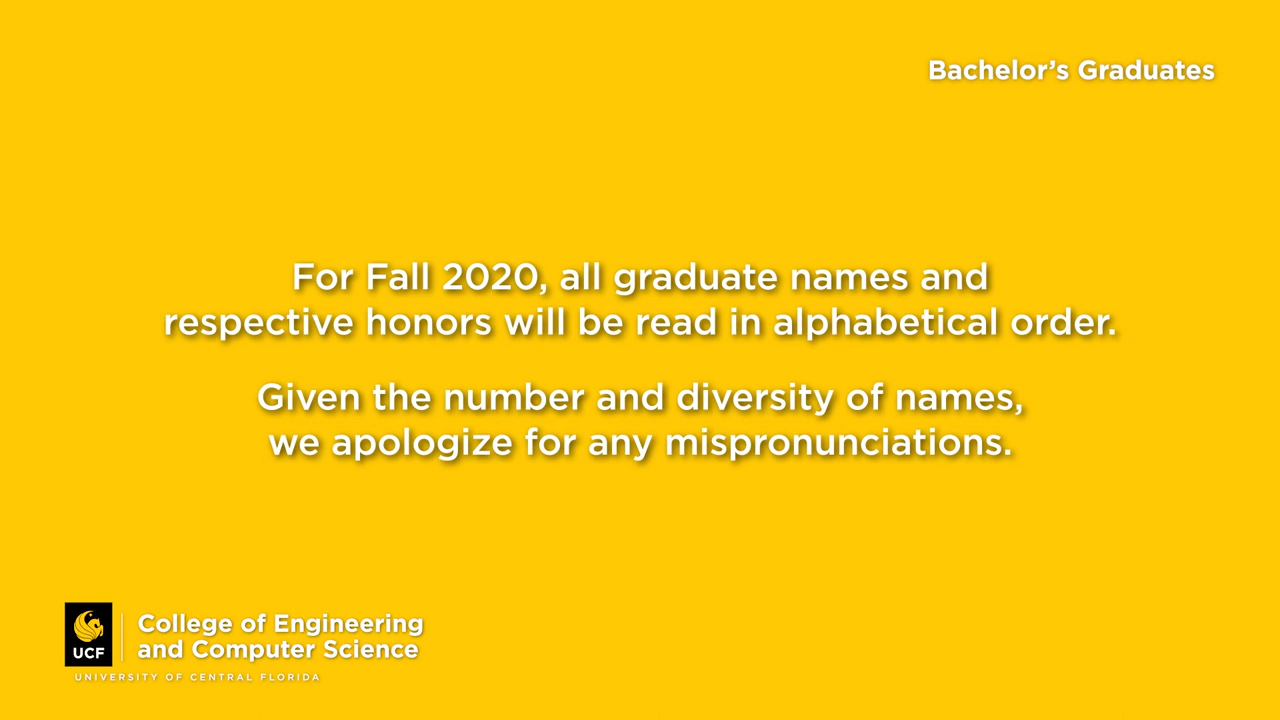 Bachelor’s Graduates
For Fall 2020, all graduate names and
respective honors will be read in alphabetical order.
Given the number and diversity of names,
we apologize for any mispronunciations.
UCF
College of Engineering
and Computer Science
UNIVERSITY OF CENTRAL FLORIDA